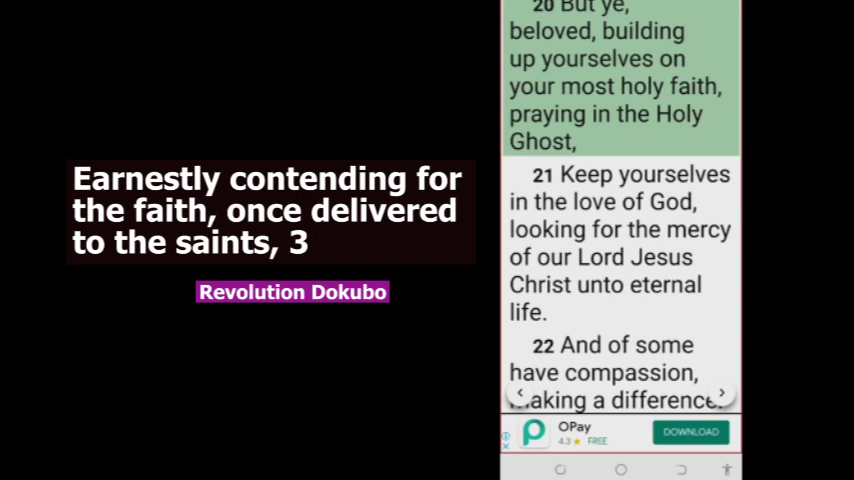 Earnestly contending for
the faith, once delivered
to the saints, 3
Revolution Dokubo
20 But ye,
beloved, building
up yourselves on
your most holy faith,
praying in the Holy
Ghost,
21 Keep yourselves
in the love of God,
looking for the mercy
of our Lord Jesus
Christ unto eternal
life.
22 And of some
have compassion,
making a difference:
OPay
4.3 ★ FREE
DOWNLOAD